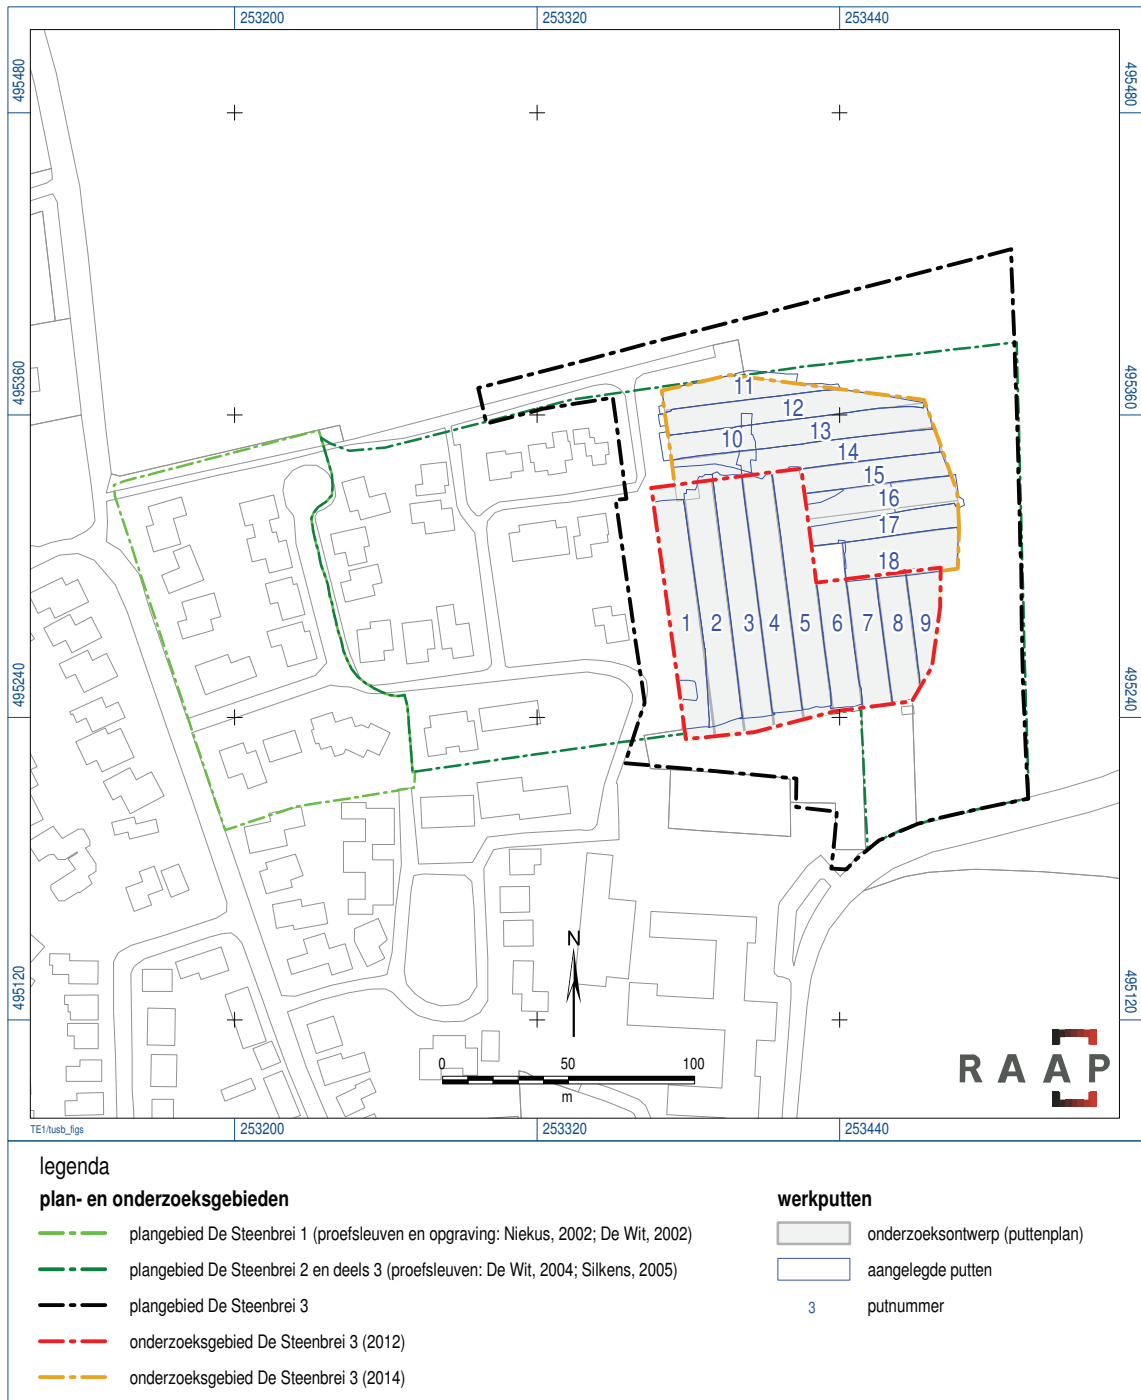 253200 253320 253440
495480 495480
495360 495360
11
12
10 13
14
15
16
17
18
1 2 3 4 5 6 7 8 9
495240 495240
N
495120 495120
0 50 100
m
RAAP
TE1/tusb_figs
253200 253320 253440
legenda
plan- en onderzoeksgebieden
plangebied De Steenbrei 1 (proefsleuven en opgraving: Niekus, 2002; De Wit, 2002)
plangebied De Steenbrei 2 en deels 3 (proefsleuven: De Wit, 2004; Silkens, 2005)
plangebied De Steenbrei 3
onderzoeksgebied De Steenbrei 3 (2012)
onderzoeksgebied De Steenbrei 3 (2014)
werkputten
onderzoeksontwerp (puttenplan)
aangelegde putten
3 putnummer